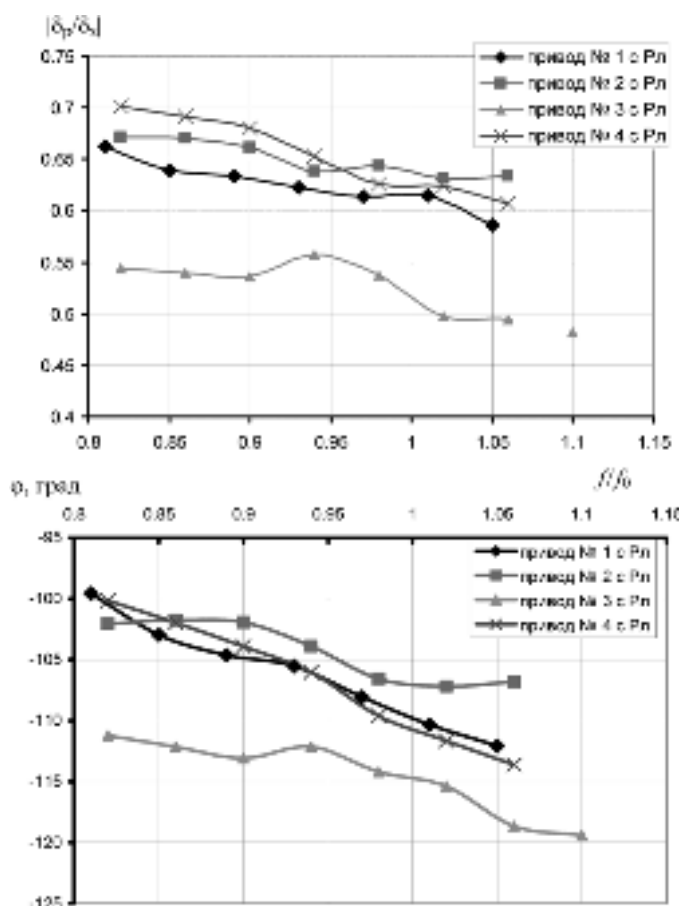 |δ̄р/δ̄з|
0.75
привод № 1 с Рл
привод № 2 с Рл
привод № 3 с Рл
привод № 4 с Рл
0.7
0.65
0.6
0.55
0.5
0.45
0.4
0.8 0.85 0.9 0.95 1 1.05 1.1 1.15
φ, град
f/f₀
0.8 0.85 0.9 0.95 1 1.05 1.1 1.15
-95
привод № 1 с Рл
привод № 2 с Рл
привод № 3 с Рл
привод № 4 с Рл
-100
-105
-110
-115
-120
-125